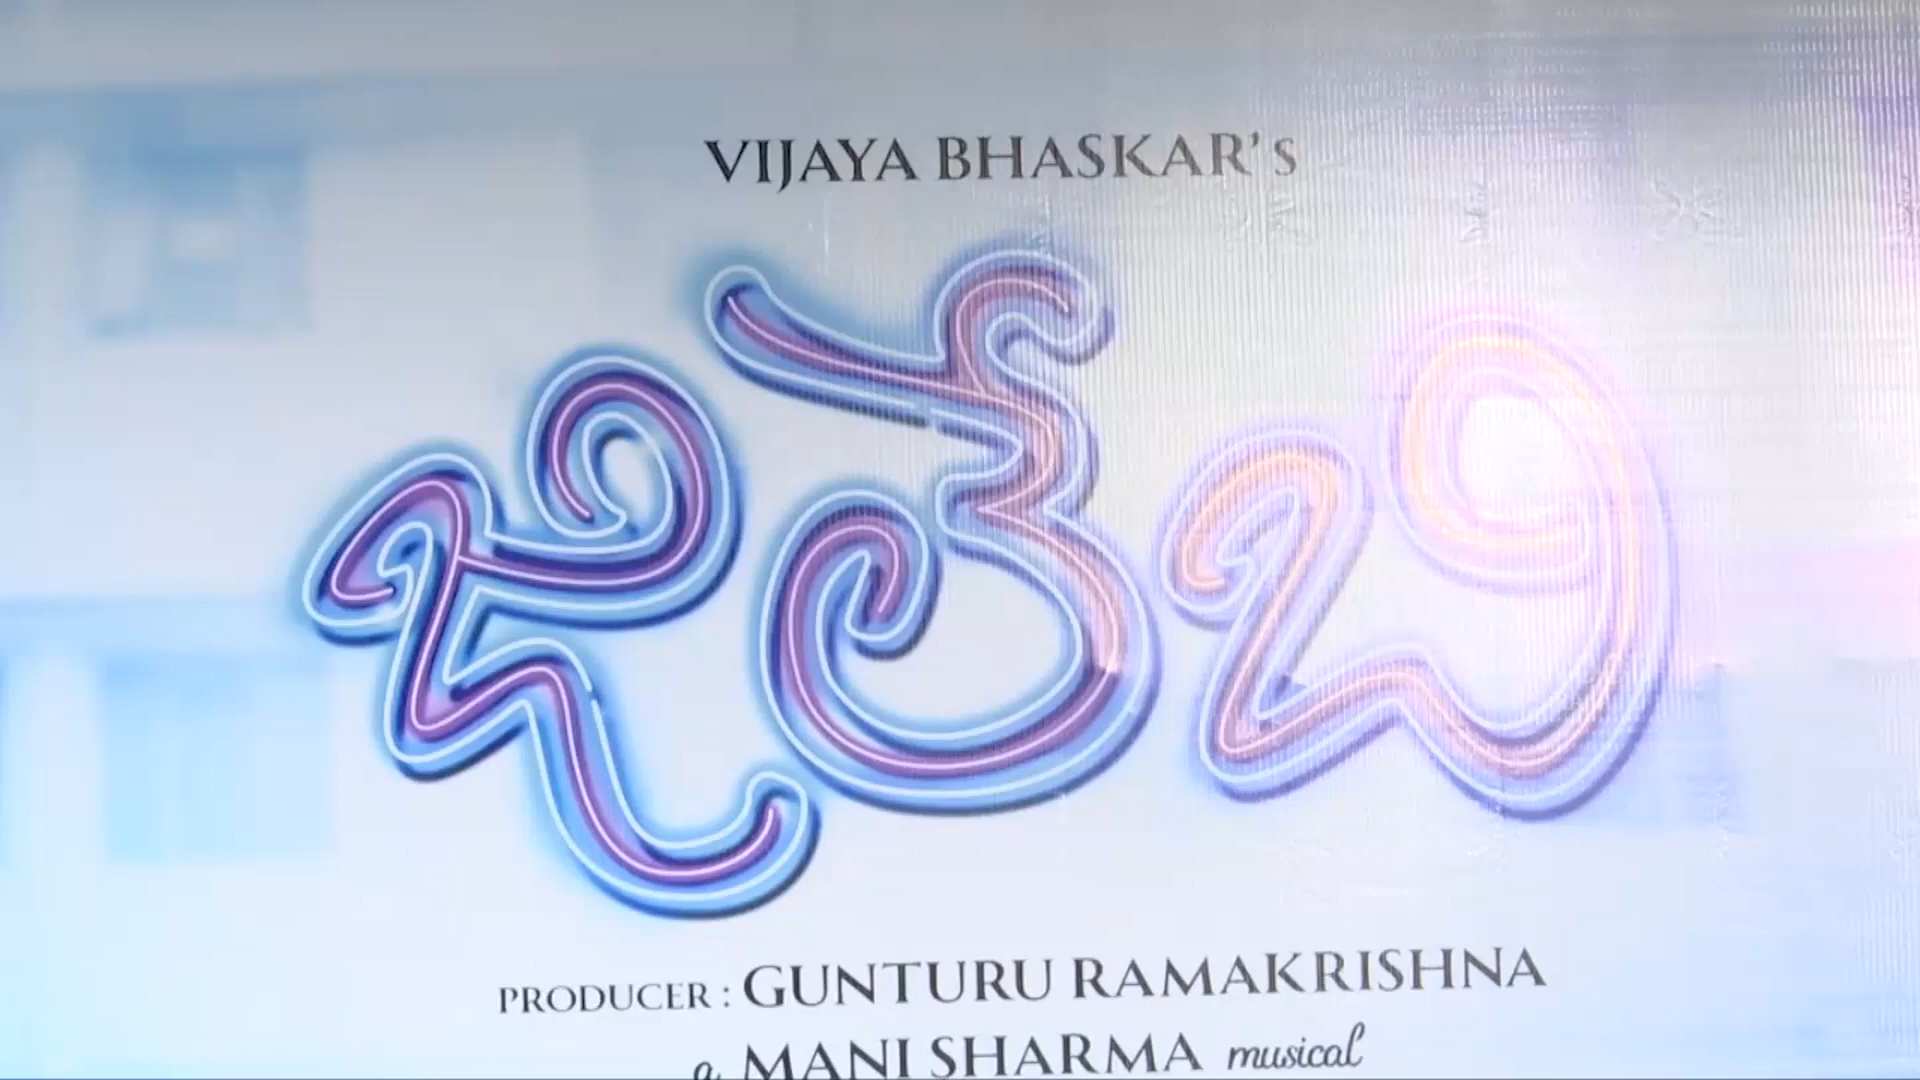 VIJAYA BHASKAR's
జిలేబి
PRODUCER : GUNTURU RAMAKRISHNA
a MANI SHARMA musical